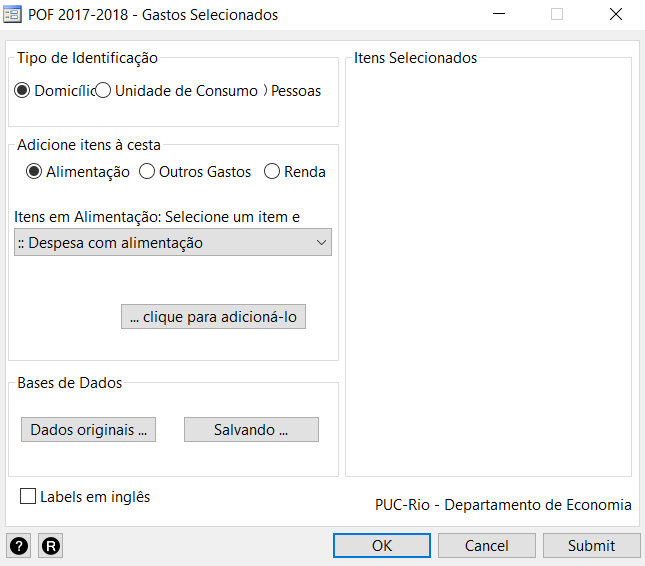 POF 2017-2018 - Gastos Selecionados
Tipo de Identificação
Domicílic Unidade de Consumo ) Pessoas
Adicione itens à cesta
Alimentação Outros Gastos Renda
Itens em Alimentação: Selecione um item e
:: Despesa com alimentação
... clique para adicioná-lo
Bases de Dados
Dados originais ... Salvando ...
Labels em inglês
Itens Selecionados
PUC-Rio - Departamento de Economia
? R OK Cancel Submit